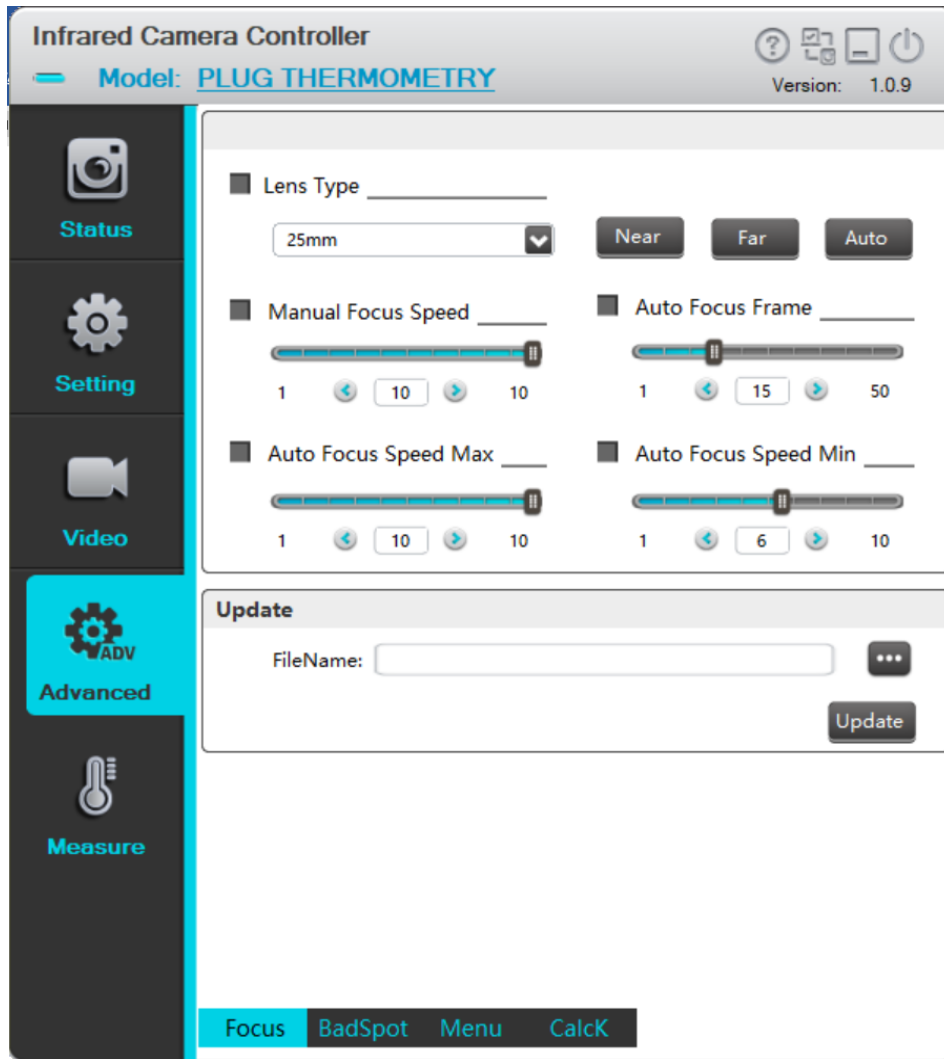 Infrared Camera Controller
Model: PLUG THERMOMETRY
Version: 1.0.9
Status
Setting
Video
ADV
Advanced
Measure
Lens Type
25mm
Near Far Auto
Manual Focus Speed
1 10 10
Auto Focus Frame
1 15 50
Auto Focus Speed Max
1 10 10
Auto Focus Speed Min
1 6 10
Update
FileName:
Update
Focus BadSpot Menu CalcK